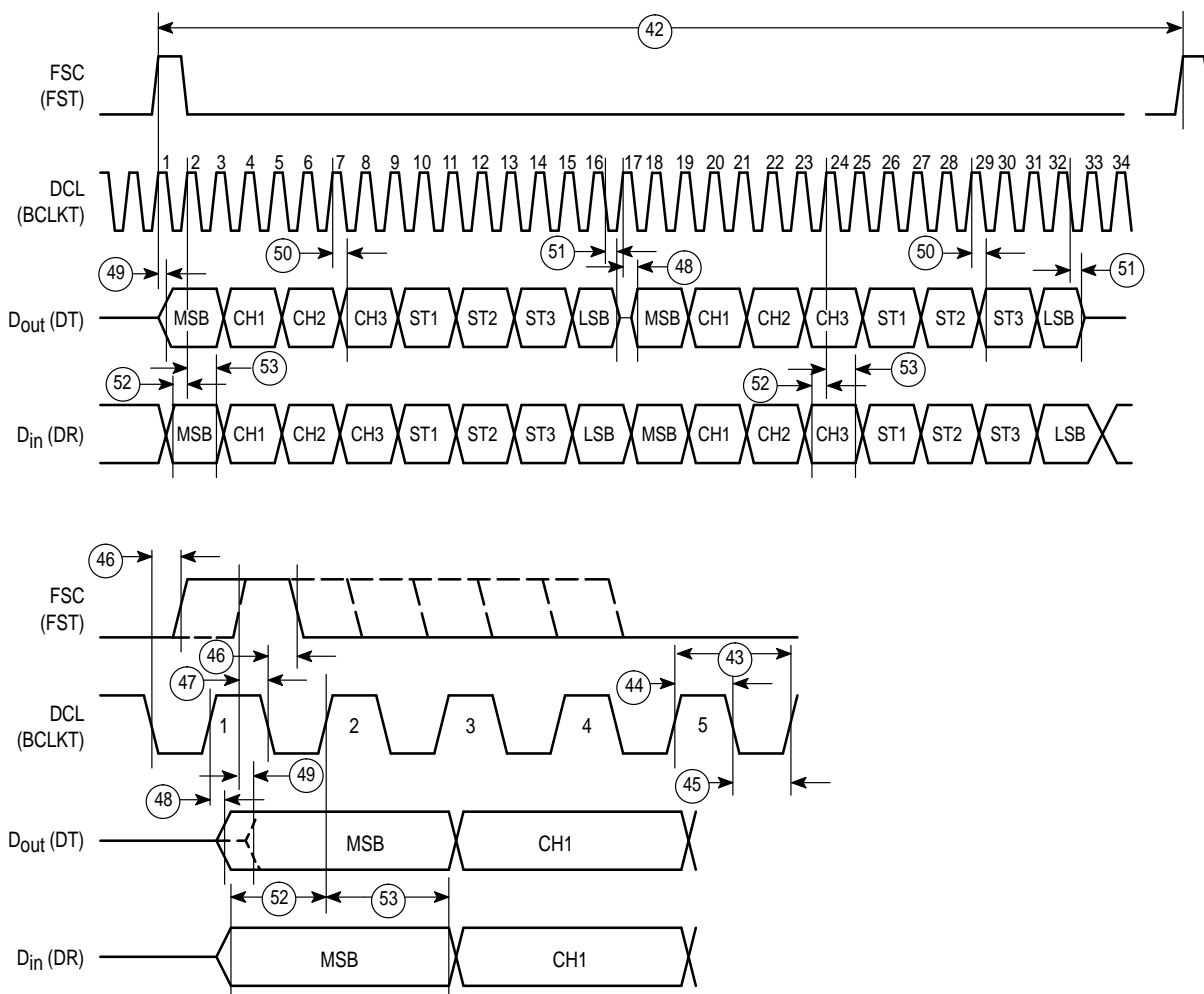 42
FSC
(FST)
1 2 3 4 5 6 7 8 9 10 11 12 13 14 15 16 17 18 19 20 21 22 23 24 25 26 27 28 29 30 31 32 33 34
DCL
(BCLKT)
50 51 50
49 48 51
Dout (DT) MSB CH1 CH2 CH3 ST1 ST2 ST3 LSB MSB CH1 CH2 CH3 ST1 ST2 ST3 LSB
53 53
52 52
Din (DR) MSB CH1 CH2 CH3 ST1 ST2 ST3 LSB MSB CH1 CH2 CH3 ST1 ST2 ST3 LSB
46
FSC
(FST)
46 43
47 44
DCL
(BCLKT)
1 2 3 4 5
49 45
48
Dout (DT) MSB CH1
52 53
Din (DR) MSB CH1